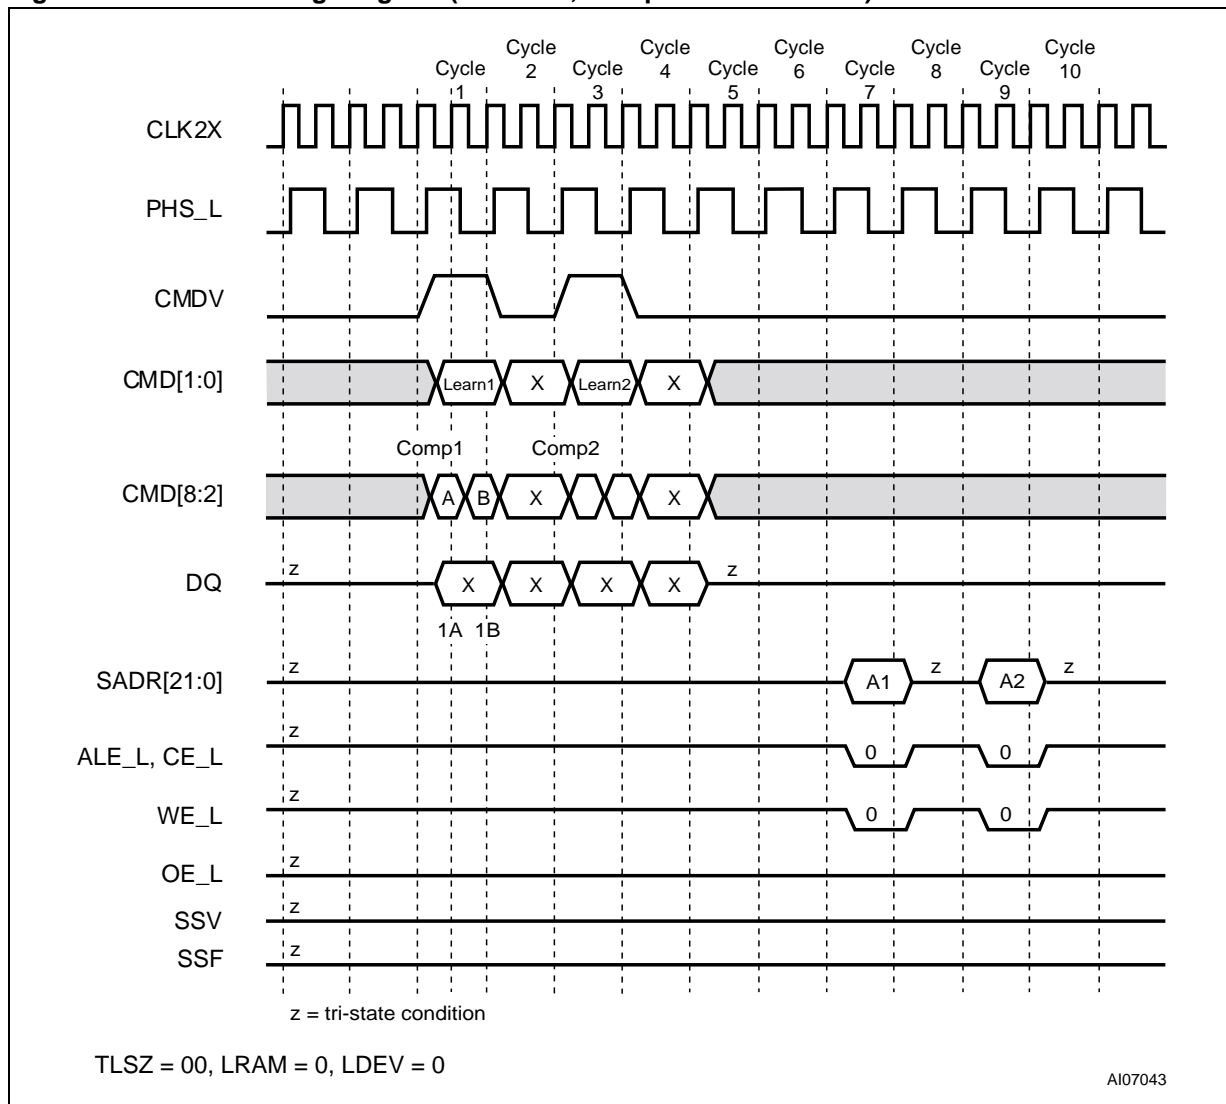 Cycle 1
Cycle 2
Cycle 3
Cycle 4
Cycle 5
Cycle 6
Cycle 7
Cycle 8
Cycle 9
Cycle 10
CLK2X
PHS_L
CMDV
CMD[1:0]
Learn1 X Learn2 X
Comp1 Comp2
CMD[8:2]
A B X X
DQ
z X X X X z
1A 1B
SADR[21:0]
z A1 z A2 z
ALE_L, CE_L
z 0 0
WE_L
z 0 0
OE_L
z
SSV
z
SSF
z
z = tri-state condition
TLSZ = 00, LRAM = 0, LDEV = 0
AI07043